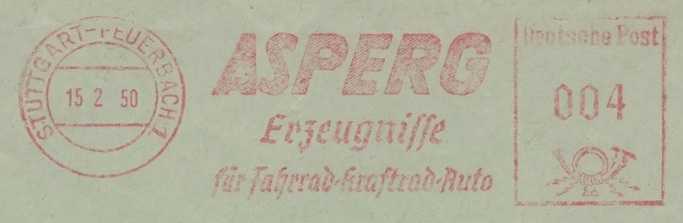 STUTTGART-FEUERBACH 1
15 2 50
ASPERG
Erzeugnisse
für Fahrrad-Kraftrad-Auto
Deutsche Post
004